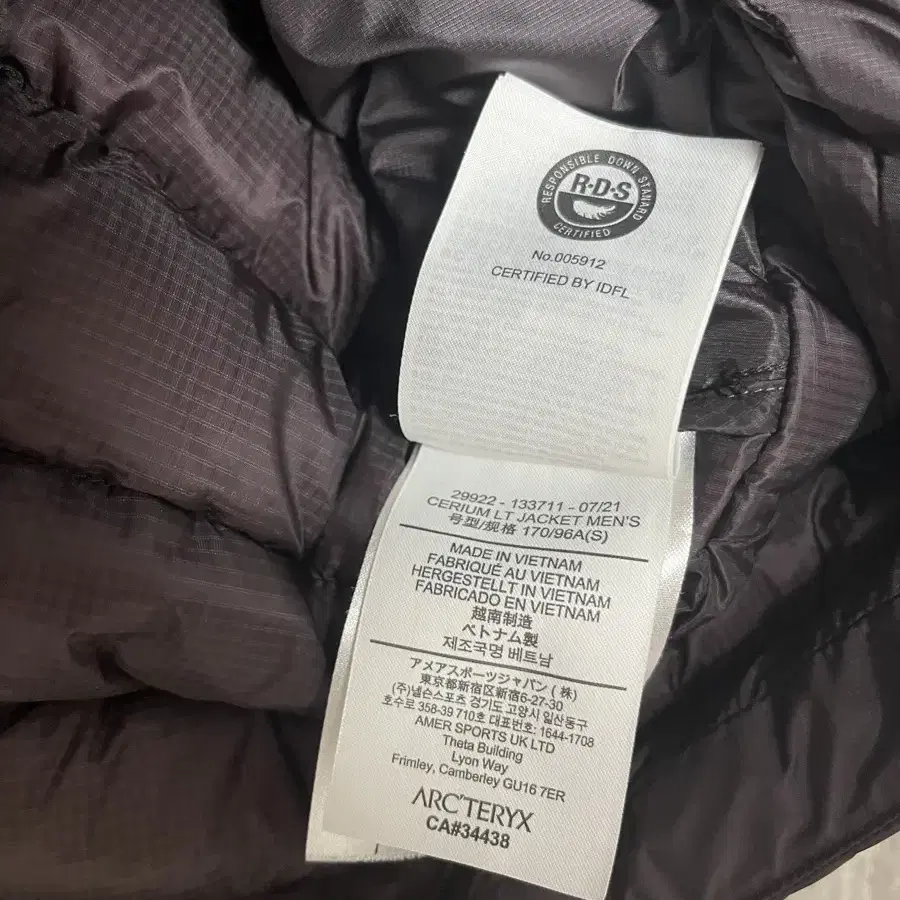 RESPONSIBLE DOWN STANARD
R·D·S
CERTIFIED
No.005912
CERTIFIED BY IDFL
29922 - 133711 - 07/21
CERIUM LT JACKET MEN'S
号型/规格 170/96A(S)
MADE IN VIETNAM
FABRIQUÉ AU VIETNAM
HERGESTELLT IN VIETNAM
FABRICADO EN VIETNAM
越南制造
ベトナム製
제조국명 베트남
アメアスポーツジャパン (株)
東京都新宿区新宿6-27-30
(주)넬슨스포츠 경기도 고양시 일산동구
호수로 358-39 710호 대표번호: 1644-1708
AMER SPORTS UK LTD
Theta Building
Lyon Way
Frimley, Camberley GU16 7ER
ARC'TERYX
CA#34438